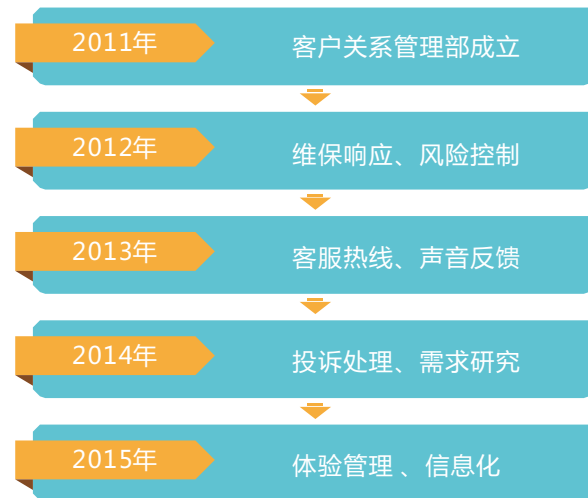 2011年
客户关系管理部成立
2012年
维保响应、风险控制
2013年
客服热线、声音反馈
2014年
投诉处理、需求研究
2015年
体验管理 、信息化